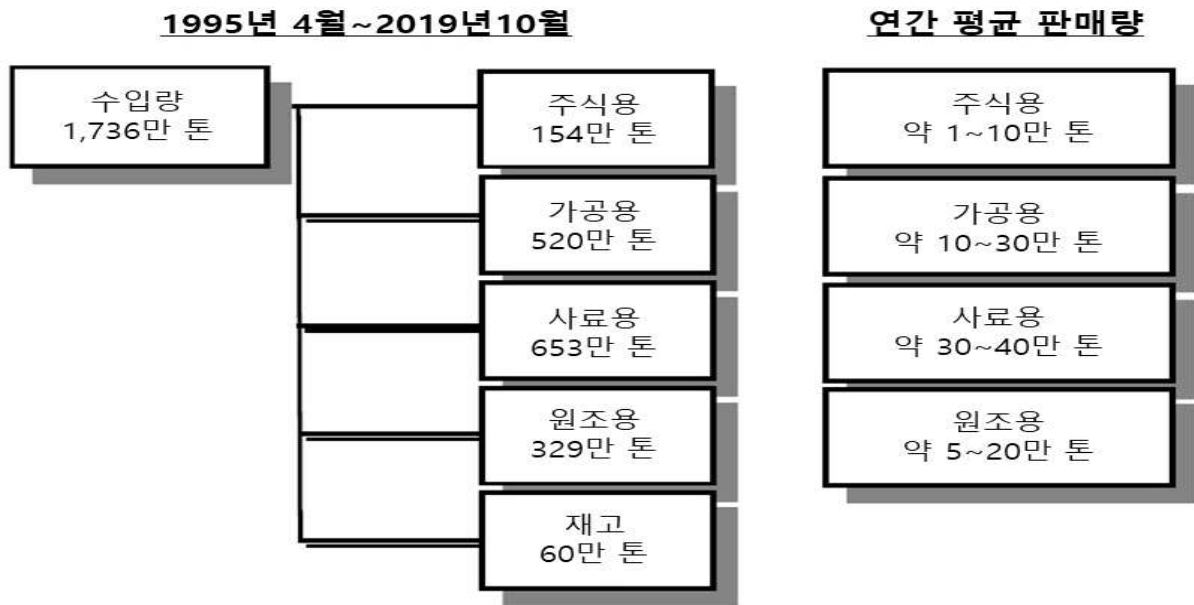 1995년 4월~2019년10월
수입량
1,736만 톤
주식용
154만 톤
가공용
520만 톤
사료용
653만 톤
원조용
329만 톤
재고
60만 톤
연간 평균 판매량
주식용
약 1~10만 톤
가공용
약 10~30만 톤
사료용
약 30~40만 톤
원조용
약 5~20만 톤